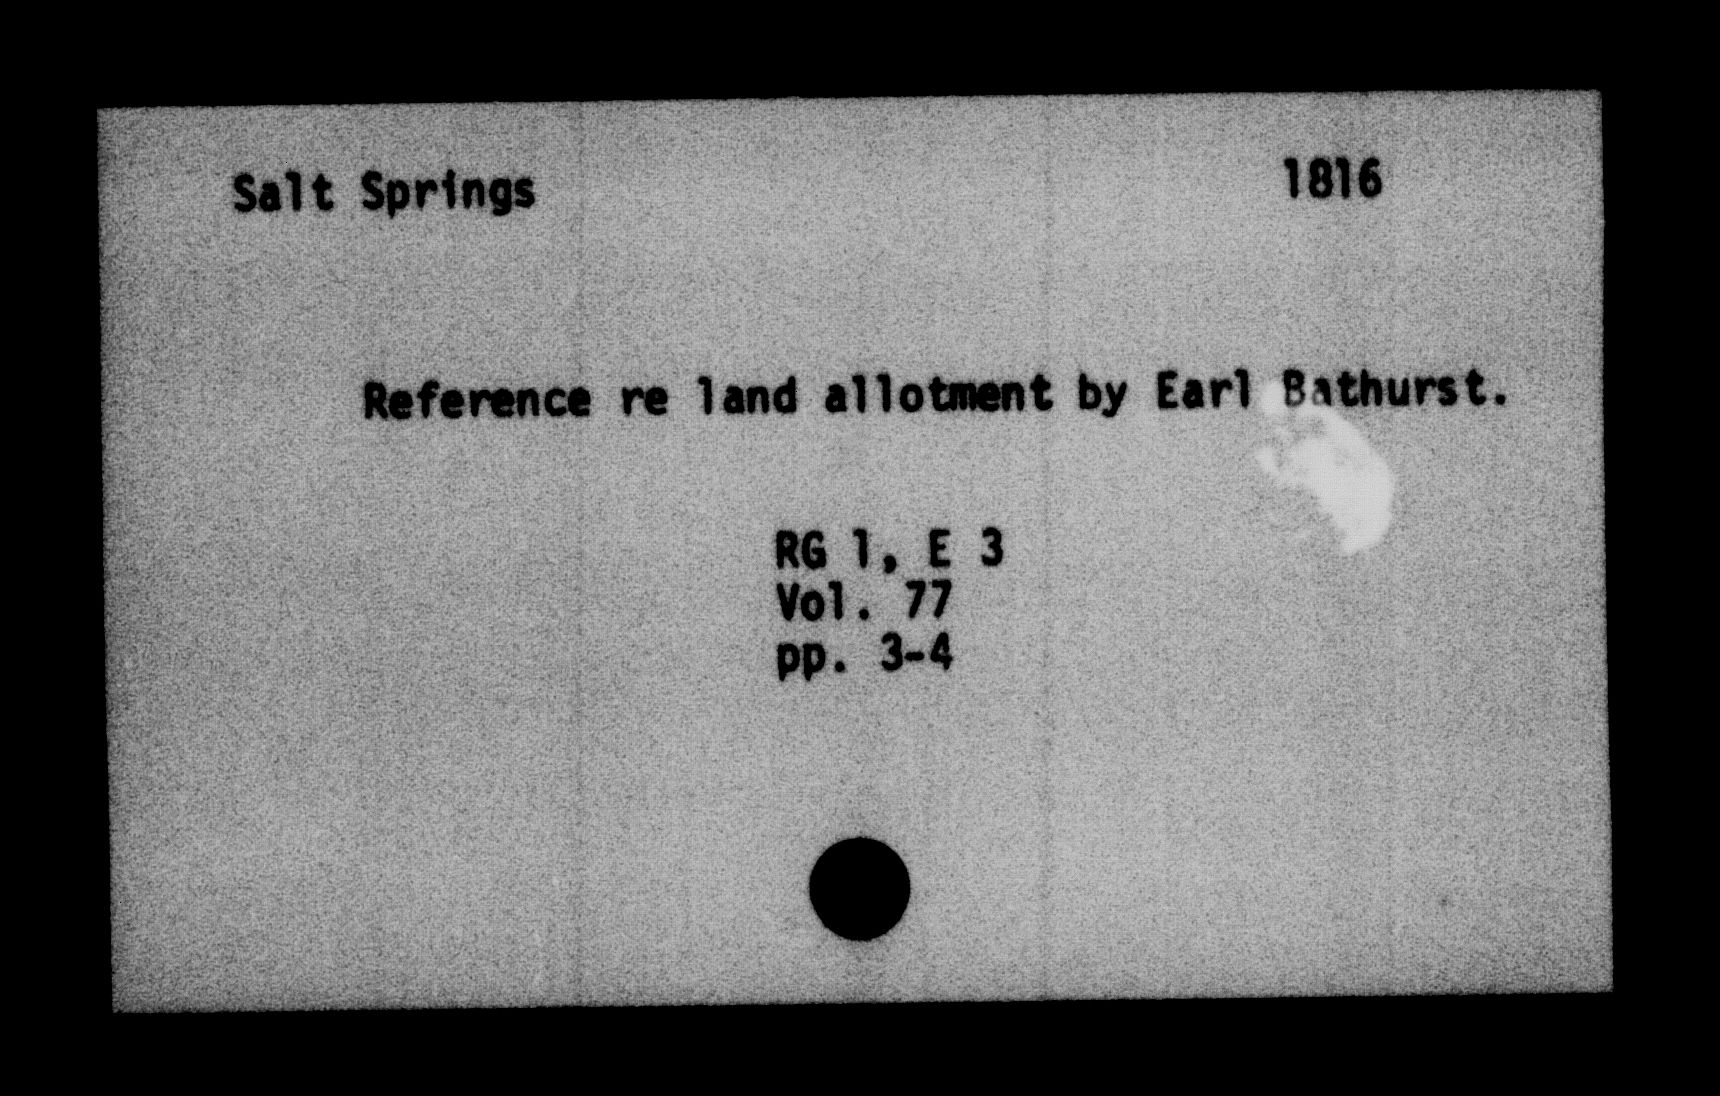 Salt Springs 1816
Reference re land allotment by Earl Bathurst.
RG 1, E 3
Vol. 77
pp. 3-4